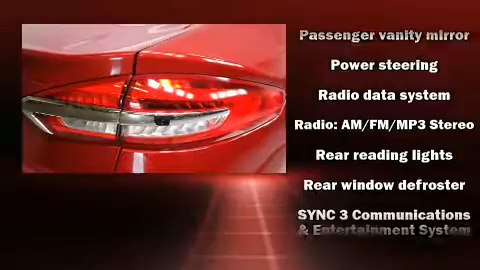 Passenger vanity mirror
Power steering
Radio data system
Radio: AM/FM/MP3 Stereo
Rear reading lights
Rear window defroster
SYNC 3 Communications
& Entertainment System